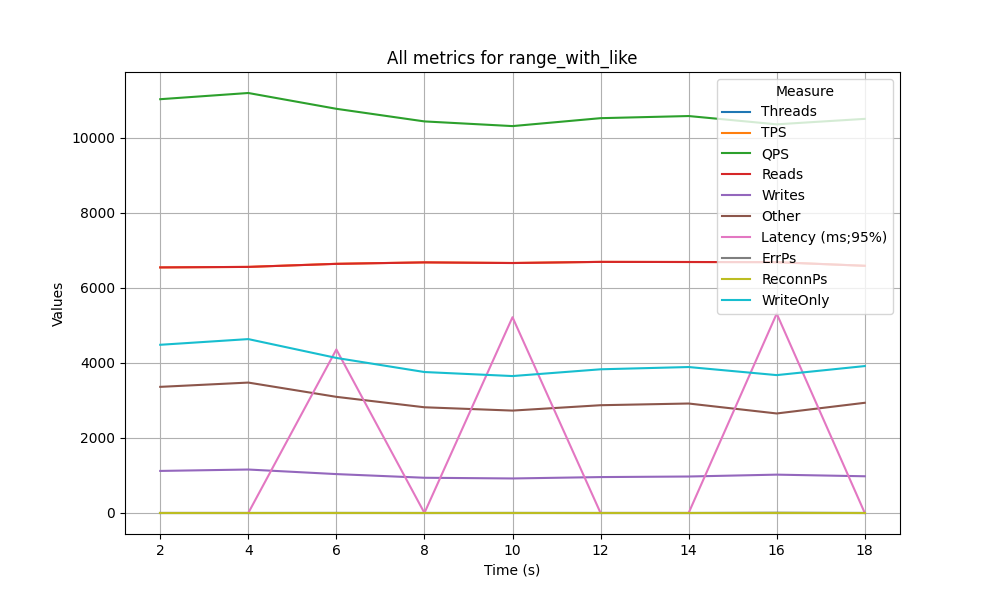 All metrics for range_with_like
Measure
Threads
TPS
QPS
Reads
Writes
Other
Latency (ms;95%)
ErrPs
ReconnPs
WriteOnly
Values
10000
8000
6000
4000
2000
0
2 4 6 8 10 12 14 16 18
Time (s)